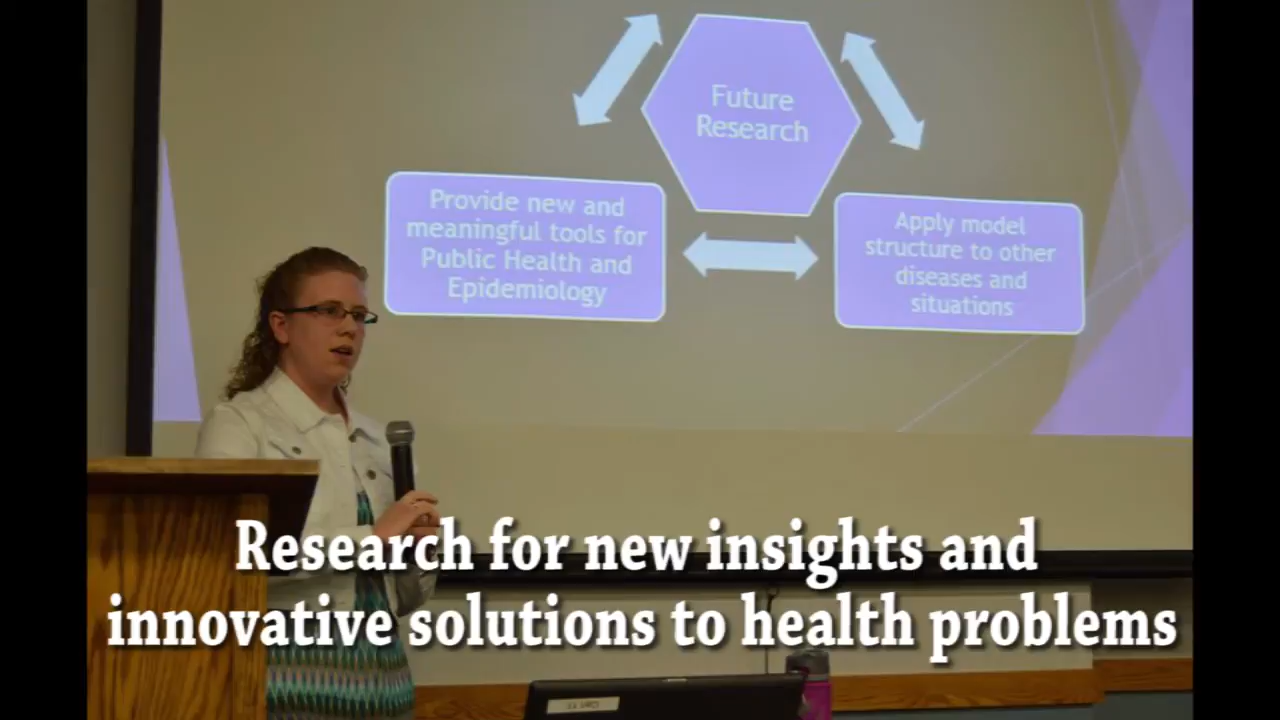 Future
Research
Provide new and
meaningful tools for
Public Health and
Epidemiology
Apply model
structure to other
diseases and
situations
Research for new insights and
innovative solutions to health problems